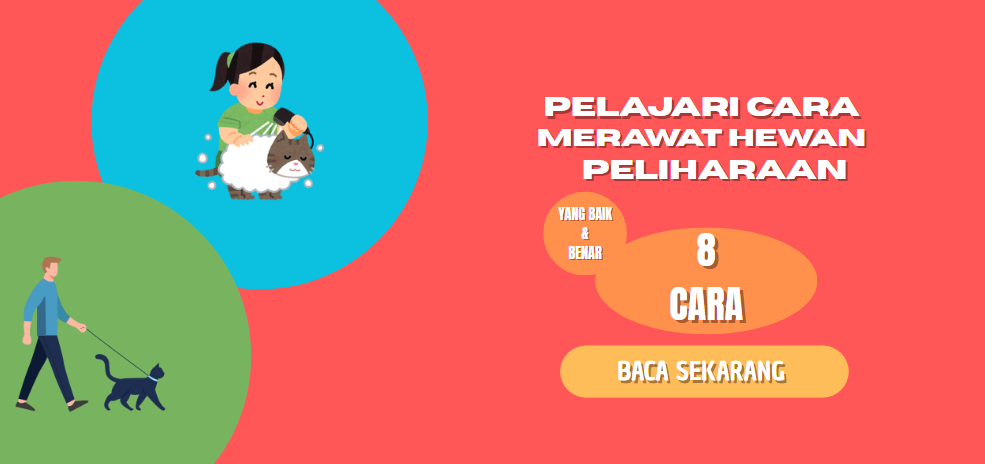 PELAJARI CARA
MERAWAT HEWAN
PELIHARAAN
YANG BAIK
&
BENAR
8
CARA
BACA SEKARANG